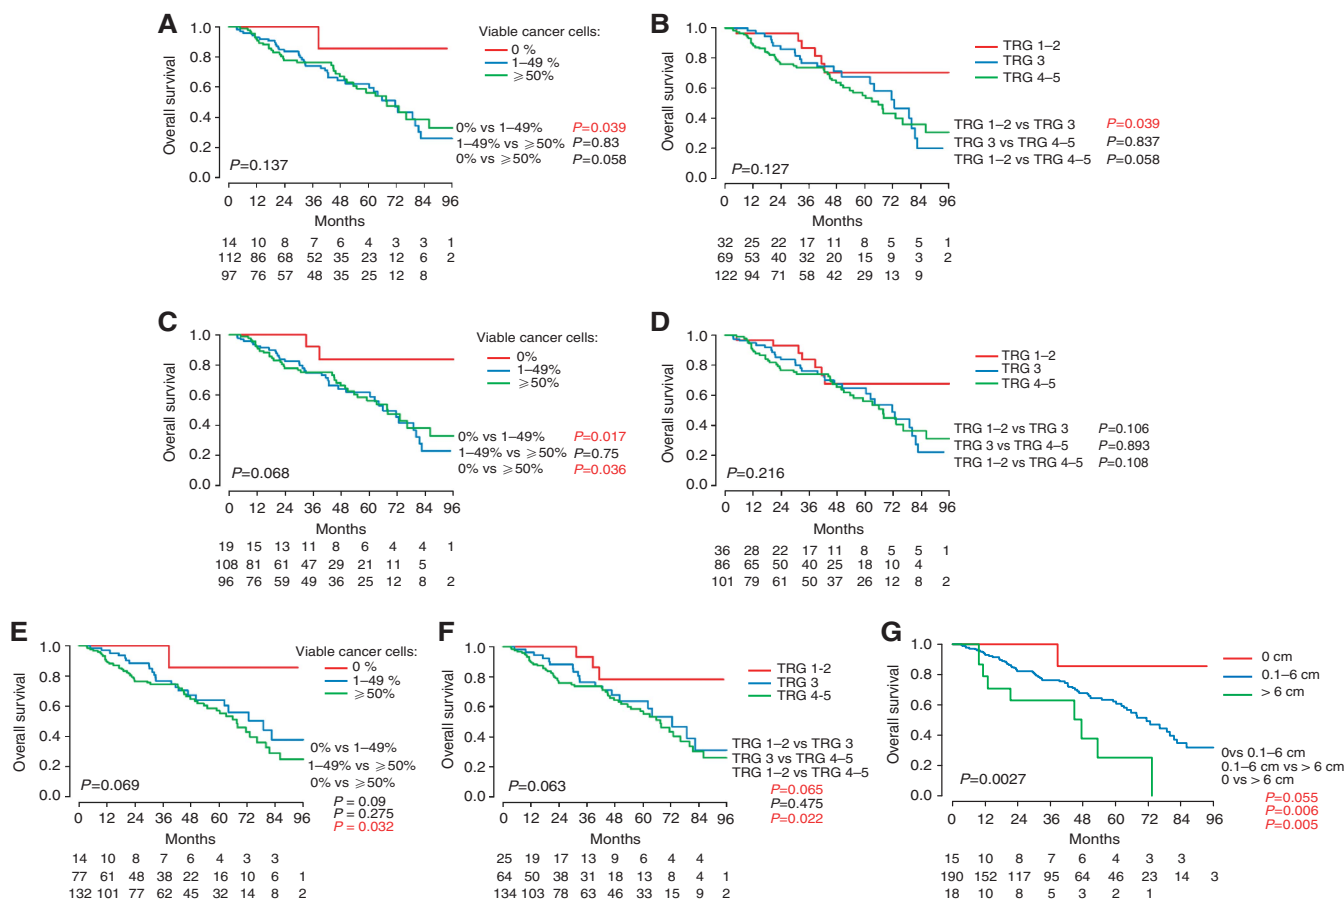 A
Overall survival
1.0
0.8
0.6
0.4
0.2
0.0
Viable cancer cells:
0 %
1–49 %
≥50%
0% vs 1–49% P=0.039
1–49% vs ≥50% P=0.83
0% vs ≥50% P=0.058
P=0.137
0 12 24 36 48 60 72 84 96
Months
14 10 8 7 6 4 3 3 1
112 86 68 52 35 23 12 6 2
97 76 57 48 35 25 12 8
B
Overall survival
1.0
0.8
0.6
0.4
0.2
0.0
TRG 1–2
TRG 3
TRG 4–5
TRG 1–2 vs TRG 3 P=0.039
TRG 3 vs TRG 4–5 P=0.837
TRG 1–2 vs TRG 4–5 P=0.058
P=0.127
0 12 24 36 48 60 72 84 96
Months
32 25 22 17 11 8 5 5 1
69 53 40 32 20 15 9 3 2
122 94 71 58 42 29 13 9
C
Overall survival
1.0
0.8
0.6
0.4
0.2
0.0
Viable cancer cells:
0%
1–49%
≥50%
0% vs 1–49% P=0.017
1–49% vs ≥50% P=0.75
0% vs ≥50% P=0.036
P=0.068
0 12 24 36 48 60 72 84 96
Months
19 15 13 11 8 6 4 4 1
108 81 61 47 29 21 11 5
96 76 59 49 36 25 12 8 2
D
Overall survival
1.0
0.8
0.6
0.4
0.2
0.0
TRG 1–2
TRG 3
TRG 4–5
TRG 1–2 vs TRG 3 P=0.106
TRG 3 vs TRG 4–5 P=0.893
TRG 1–2 vs TRG 4–5 P=0.108
P=0.216
0 12 24 36 48 60 72 84 96
Months
36 28 22 17 11 8 5 5 1
86 65 50 40 25 18 10 4
101 79 61 50 37 26 12 8 2
E
Overall survival
1.0
0.8
0.6
0.4
0.2
0.0
Viable cancer cells:
0 %
1–49 %
≥50%
0% vs 1–49%
1–49% vs ≥50%
0% vs ≥50%
P = 0.09
P = 0.275
P = 0.032
P=0.069
0 12 24 36 48 60 72 84 96
Months
14 10 8 7 6 4 3 3
77 61 48 38 22 16 10 6 1
132 101 77 62 45 32 14 8 2
F
Overall survival
1.0
0.8
0.6
0.4
0.2
0.0
TRG 1-2
TRG 3
TRG 4-5
TRG 1–2 vs TRG 3
TRG 3 vs TRG 4–5
TRG 1–2 vs TRG 4–5
P=0.065
P=0.475
P=0.022
P=0.063
0 12 24 36 48 60 72 84 96
Months
25 19 17 13 9 6 4 4
64 50 38 31 18 13 8 4 1
134 103 78 63 46 33 15 9 2
G
Overall survival
1.0
0.8
0.6
0.4
0.2
0.0
0 cm
0.1–6 cm
> 6 cm
0vs 0.1–6 cm
0.1–6 cm vs > 6 cm
0 vs > 6 cm
P=0.055
P=0.006
P=0.005
P=0.0027
0 12 24 36 48 60 72 84 96
Months
15 10 8 7 6 4 3 3
190 152 117 95 64 46 23 14 3
18 10 8 5 3 2 1